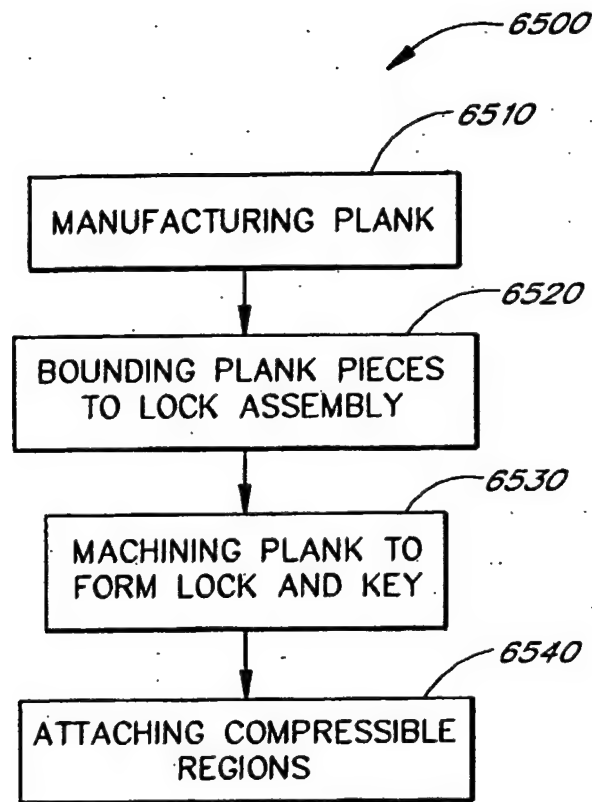 6500
6510
MANUFACTURING PLANK
6520
BOUNDING PLANK PIECES
TO LOCK ASSEMBLY
6530
MACHINING PLANK TO
FORM LOCK AND KEY
6540
ATTACHING COMPRESSIBLE
REGIONS